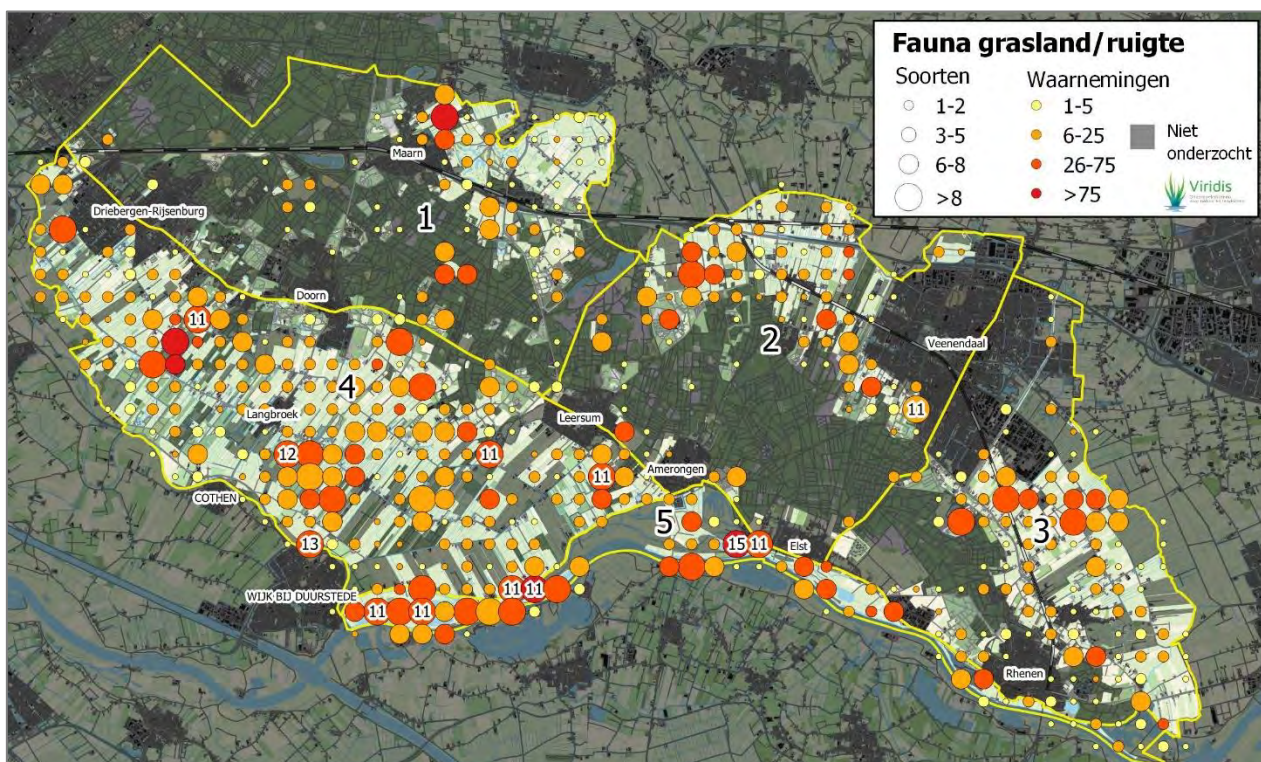 Fauna grasland/ruigte
Soorten
Waarnemingen
1-2
1-5
Niet
onderzocht
3-5
6-25
6-8
26-75
Viridis
>8
>75
Maarn
1
Driebergen-Rijsenburg
Doorn
11
2
Veenendaal
4
11
Langbroek
Leersum
12
11
11
Amerongen
COTHEN
5
3
13
15
11
Elst
WIJK BIJ DUURSTEDE
11
11
11
11
Rhenen